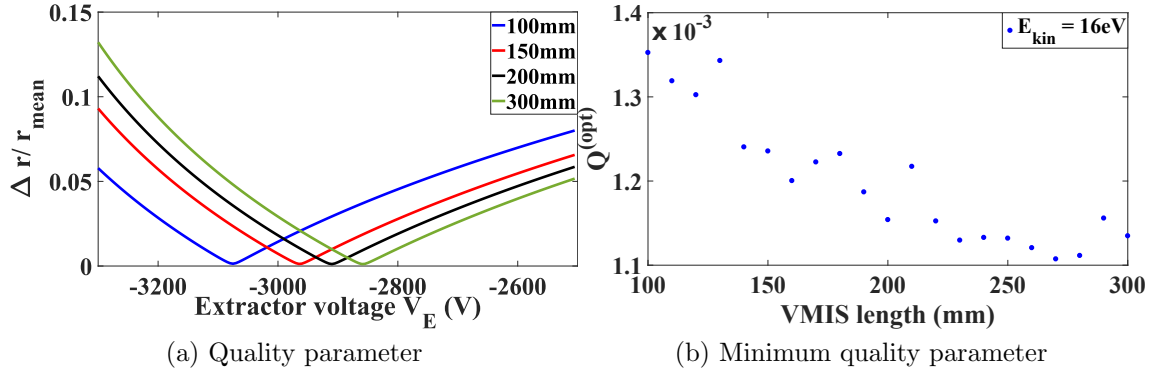 0.15
0.1
0.05
0
Δ r/ r_mean
100mm
150mm
200mm
300mm
-3200 -3000 -2800 -2600
Extractor voltage V_E (V)
(a) Quality parameter
1.4
1.3
1.2
1.1
× 10^-3
Q^(opt)
E_kin = 16eV
100 150 200 250 300
VMIS length (mm)
(b) Minimum quality parameter